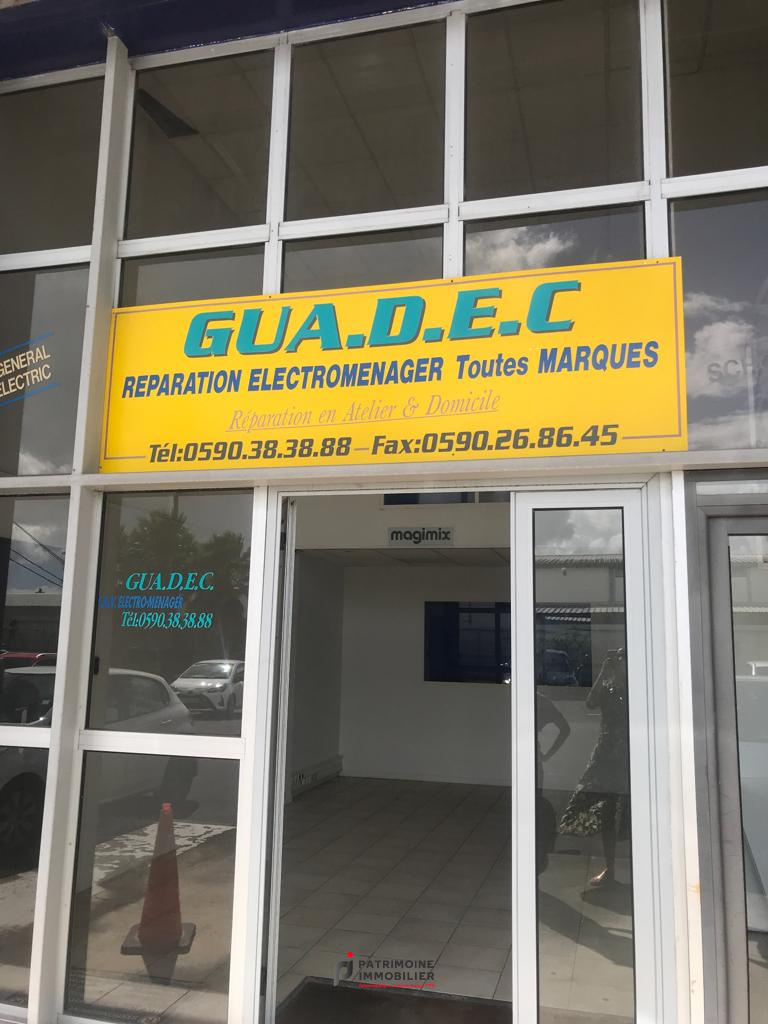 GUA.D.E.C
REPARATION ELECTROMENAGER Toutes MARQUES
Réparation en Atelier & Domicile
Tél:0590.38.38.88 - Fax:0590.26.86.45
GENERAL
ELECTRIC
magimix
GUA.D.E.C.
S.A.V. ELECTRO-MENAGER
Tél:0590.38.38.88
PATRIMOINE
IMMOBILIER